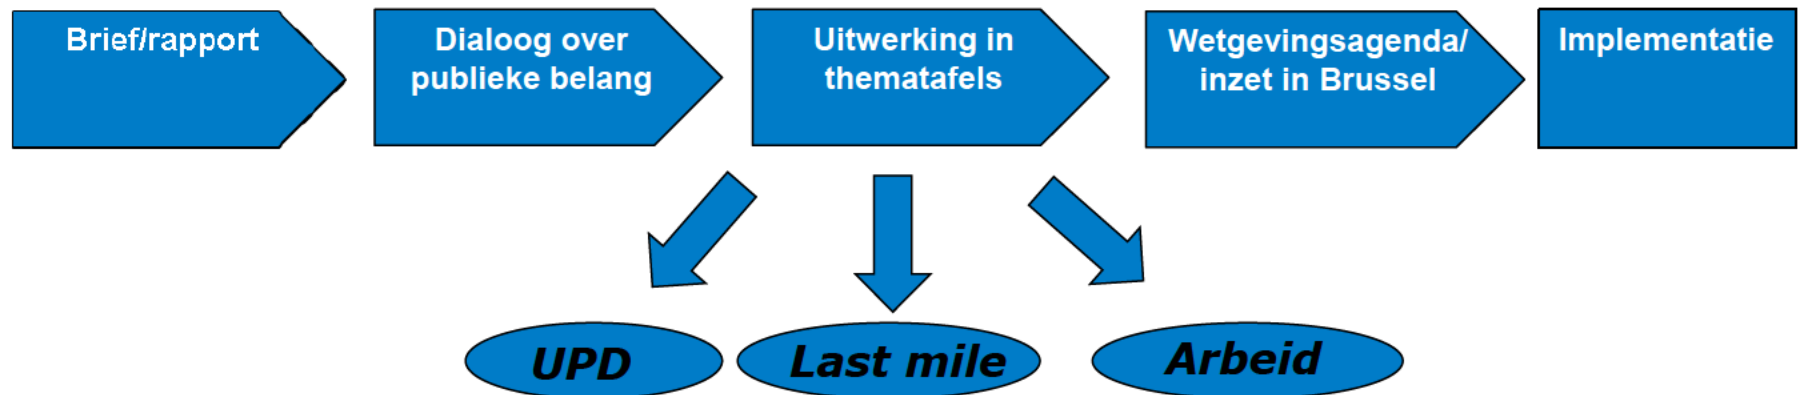 Brief/rapport
Dialoog over
publieke belang
Uitwerking in
thematafels
Wetgevingsagenda/
inzet in Brussel
Implementatie
UPD
Last mile
Arbeid